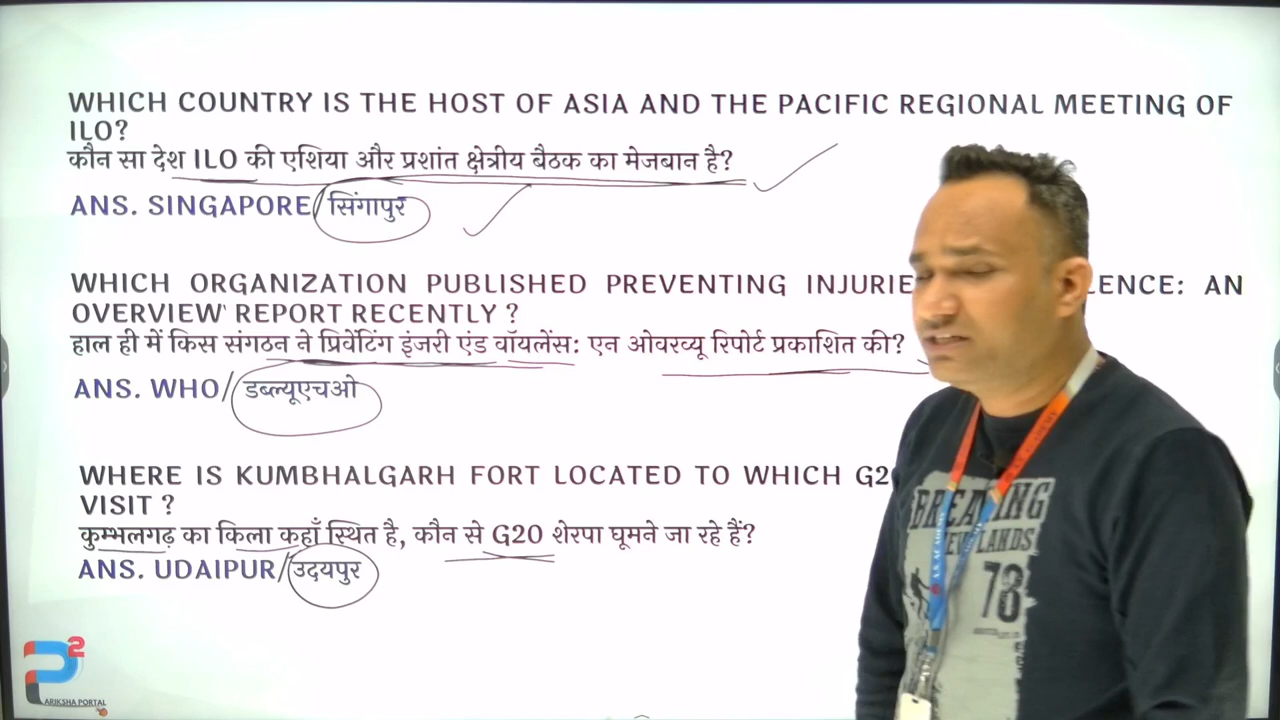 WHICH COUNTRY IS THE HOST OF ASIA AND THE PACIFIC REGIONAL MEETING OF
ILO?
कौन सा देश ILO की एशिया और प्रशांत क्षेत्रीय बैठक का मेजबान है?
ANS. SINGAPORE/सिंगापुर
WHICH ORGANIZATION PUBLISHED PREVENTING INJURIE LENCE: AN
OVERVIEW' REPORT RECENTLY ?
हाल ही में किस संगठन ने प्रिवेंटिंग इंजरी एंड वॉयलेंस: एन ओवरव्यू रिपोर्ट प्रकाशित की?
ANS. WHO/डब्ल्यूएचओ
WHERE IS KUMBHALGARH FORT LOCATED TO WHICH G2
VISIT ?
कुम्भलगढ़ का किला कहाँ स्थित है, कौन से G20 शेरपा घूमने जा रहे हैं?
ANS. UDAIPUR/उदयपुर
BREAKING
NEWLANDS
78
P2
ARIKSHA PORTAL